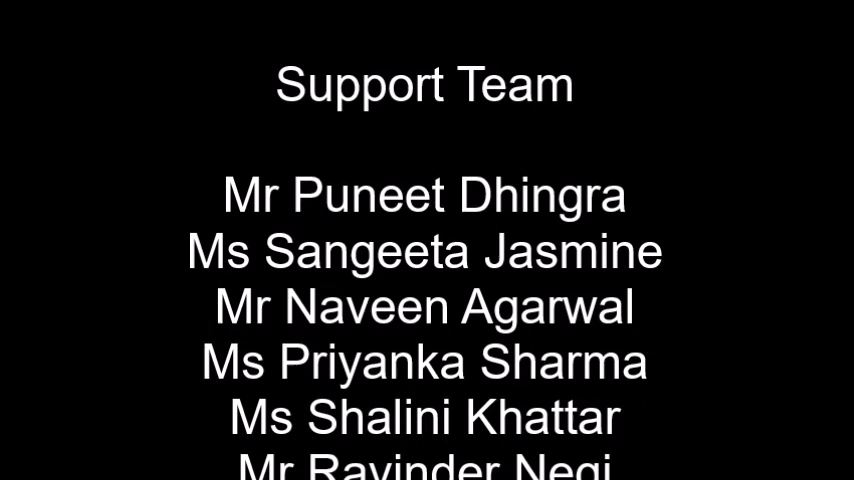 Support Team
Mr Puneet Dhingra
Ms Sangeeta Jasmine
Mr Naveen Agarwal
Ms Priyanka Sharma
Ms Shalini Khattar
Mr Ravinder Negi